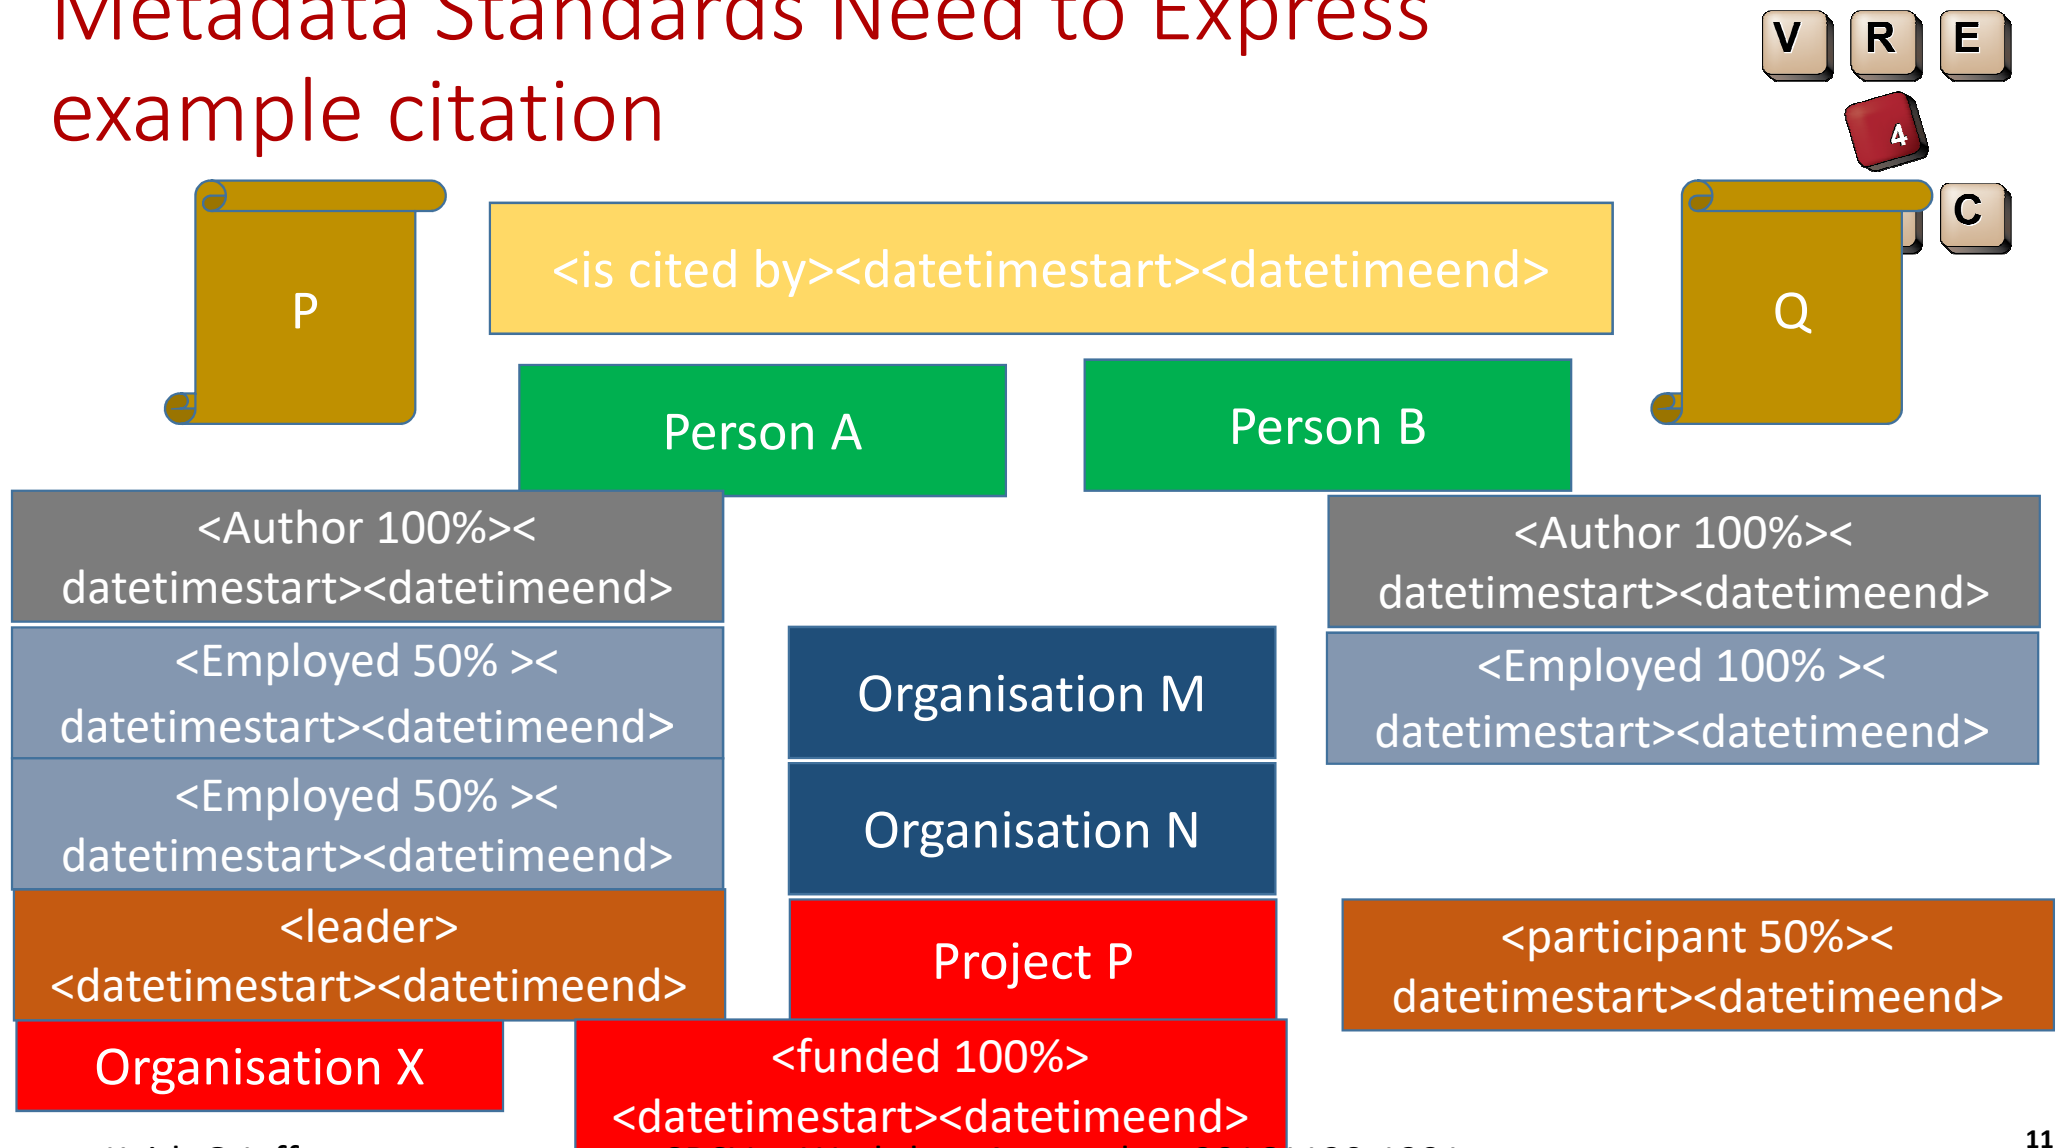 Metadata Standards Need to Express
example citation
V R E
4
C
P
<is cited by><datetimestart><datetimeend>
Q
Person A
Person B
<Author 100%><
datetimestart><datetimeend>
<Author 100%><
datetimestart><datetimeend>
<Employed 50% ><
datetimestart><datetimeend>
Organisation M
<Employed 100% ><
datetimestart><datetimeend>
<Employed 50% ><
datetimestart><datetimeend>
Organisation N
<leader>
<datetimestart><datetimeend>
Project P
<participant 50%><
datetimestart><datetimeend>
Organisation X
<funded 100%>
<datetimestart><datetimeend>
11